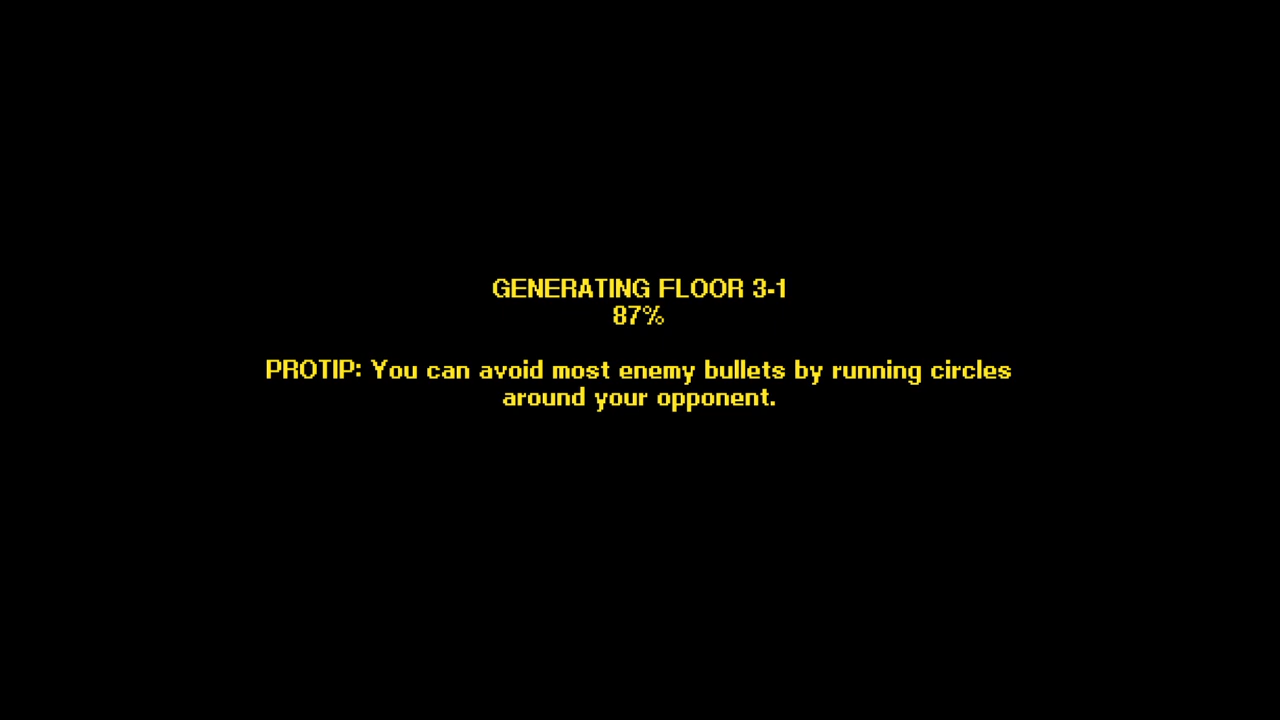 GENERATING FLOOR 3-1
87%
PROTIP: You can avoid most enemy bullets by running circles
around your opponent.